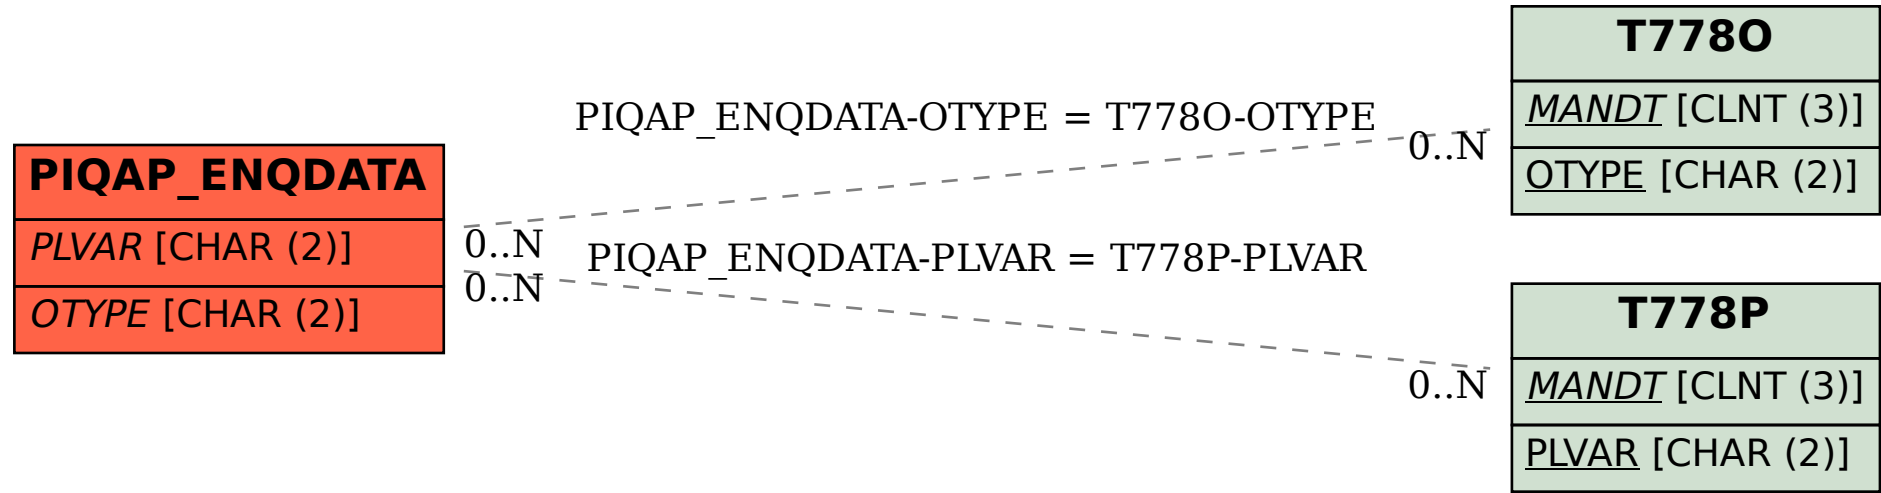 PIQAP_ENQDATA
PLVAR [CHAR (2)]
OTYPE [CHAR (2)]
PIQAP_ENQDATA-OTYPE = T778O-OTYPE
0..N
0..N
PIQAP_ENQDATA-PLVAR = T778P-PLVAR
0..N
0..N
T778O
MANDT [CLNT (3)]
OTYPE [CHAR (2)]
T778P
MANDT [CLNT (3)]
PLVAR [CHAR (2)]